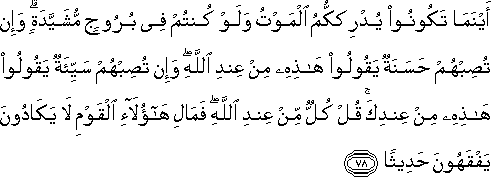 أَيْنَمَا تَكُونُوا۟ يُدْرِككُّمُ ٱلْمَوْتُ وَلَوْ كُنتُمْ فِى بُرُوجٍ مُّشَيَّدَةٍ ۗ وَإِن
تُصِبْهُمْ حَسَنَةٌ يَقُولُوا۟ هَـٰذِهِۦ مِنْ عِندِ ٱللَّهِ ۖ وَإِن تُصِبْهُمْ سَيِّئَةٌ يَقُولُوا۟
هَـٰذِهِۦ مِنْ عِندِكَ ۚ قُلْ كُلٌّ مِّنْ عِندِ ٱللَّهِ ۖ فَمَالِ هَـٰٓؤُلَآءِ ٱلْقَوْمِ لَا يَكَادُونَ
يَفْقَهُونَ حَدِيثًا ٧٨